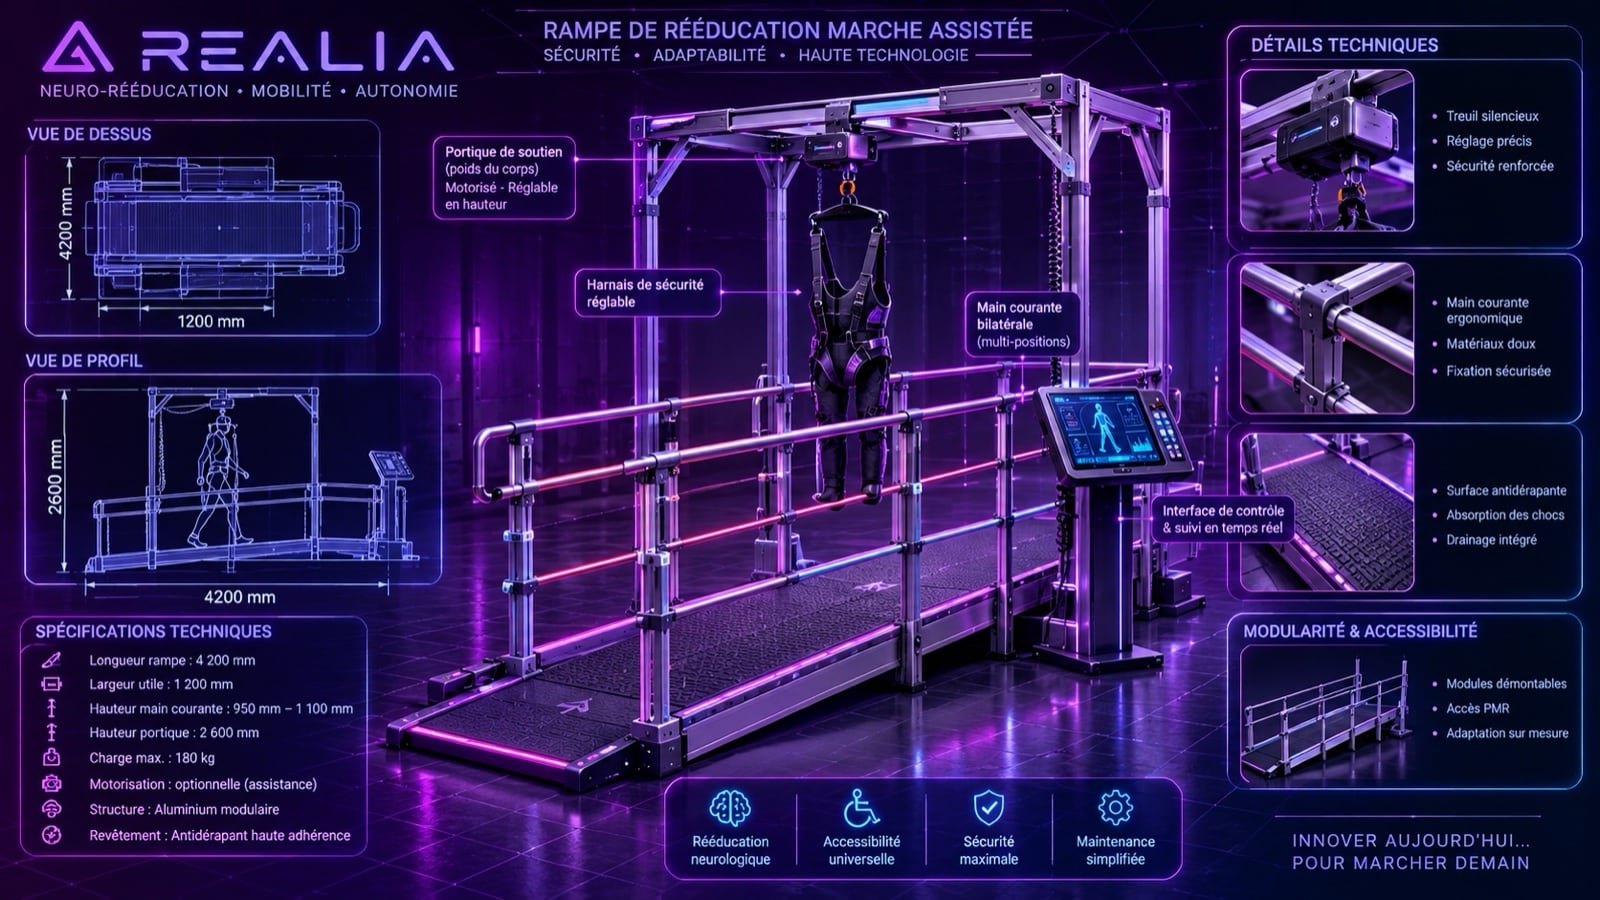 REALIA
NEURO-RÉÉDUCATION • MOBILITÉ • AUTONOMIE
RAMPE DE RÉÉDUCATION MARCHE ASSISTÉE
SÉCURITÉ • ADAPTABILITÉ • HAUTE TECHNOLOGIE
VUE DE DESSUS
4200 mm
1200 mm
VUE DE PROFIL
2600 mm
4200 mm
SPÉCIFICATIONS TECHNIQUES
Longueur rampe : 4 200 mm
Largeur utile : 1 200 mm
Hauteur main courante : 950 mm – 1 100 mm
Hauteur portique : 2 600 mm
Charge max. : 180 kg
Motorisation : optionnelle (assistance)
Structure : Aluminium modulaire
Revêtement : Antidérapant haute adhérence
Portique de soutien
(poids du corps)
Motorisé - Réglable
en hauteur
Harnais de sécurité
réglable
Main courante
bilatérale
(multi-positions)
Interface de contrôle
& suivi en temps réel
Rééducation
neurologique
Accessibilité
universelle
Sécurité
maximale
Maintenance
simplifiée
DÉTAILS TECHNIQUES
• Treuil silencieux
• Réglage précis
• Sécurité renforcée
• Main courante
ergonomique
• Matériaux doux
• Fixation sécurisée
• Surface antidérapante
• Absorption des chocs
• Drainage intégré
MODULARITÉ & ACCESSIBILITÉ
• Modules démontables
• Accès PMR
• Adaptation sur mesure
INNOVER AUJOURD'HUI...
POUR MARCHER DEMAIN